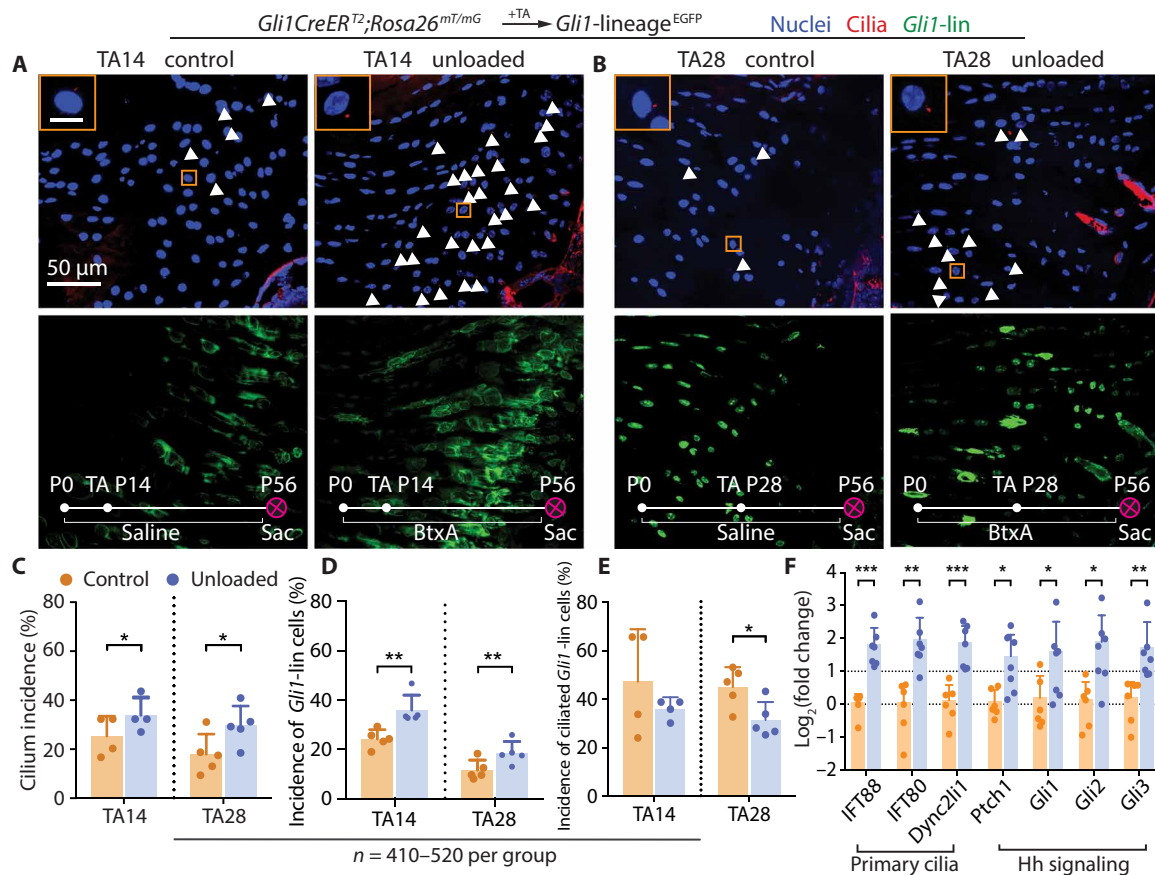 Gli1CreERT2;Rosa26mT/mG +TA Gli1-lineageEGFP Nuclei Cilia Gli1-lin
A TA14 control TA14 unloaded B TA28 control TA28 unloaded
50 μm
P0 TA P14 P56
Saline Sac
P0 TA P14 P56
BtxA Sac
P0 TA P28 P56
Saline Sac
P0 TA P28 P56
BtxA Sac
C Control Unloaded
Cilium incidence (%)
80
60
40
20
0
* *
TA14 TA28
D
Incidence of Gli1-lin cells (%)
80
60
40
20
0
** **
TA14 TA28
E
Incidence of ciliated Gli1-lin cells (%)
80
60
40
20
0
*
TA14 TA28
n = 410–520 per group
F
Log2(fold change)
4
3
2
1
0
−1
−2
*** ** *** * * * **
IFT88 IFT80 Dync2li1 Ptch1 Gli1 Gli2 Gli3
Primary cilia Hh signaling